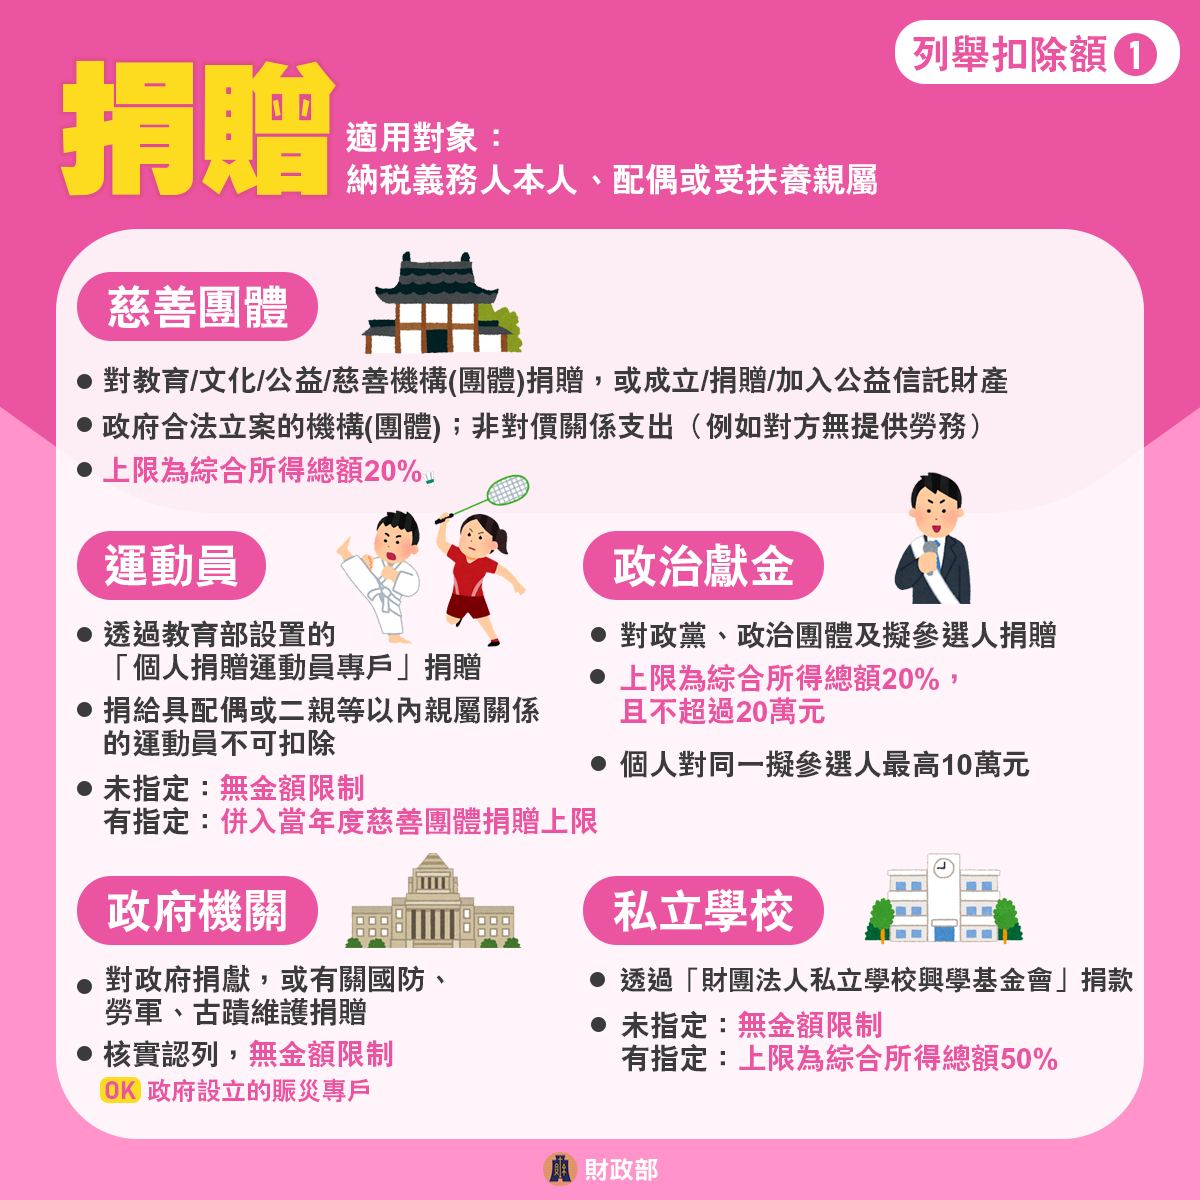 列舉扣除額1
捐贈
適用對象：
納稅義務人本人、配偶或受扶養親屬
慈善團體
對教育/文化/公益/慈善機構(團體)捐贈，或成立/捐贈/加入公益信託財產
政府合法立案的機構(團體)；非對價關係支出（例如對方無提供勞務）
上限為綜合所得總額20%
運動員
透過教育部設置的
「個人捐贈運動員專戶」捐贈
捐給具配偶或二親等以內親屬關係
的運動員不可扣除
未指定：無金額限制
有指定：併入當年度慈善團體捐贈上限
政治獻金
對政黨、政治團體及擬參選人捐贈
上限為綜合所得總額20%，
且不超過20萬元
個人對同一擬參選人最高10萬元
政府機關
對政府捐獻，或有關國防、
勞軍、古蹟維護捐贈
核實認列，無金額限制
OK 政府設立的賑災專戶
私立學校
透過「財團法人私立學校興學基金會」捐款
未指定：無金額限制
有指定：上限為綜合所得總額50%
財政部